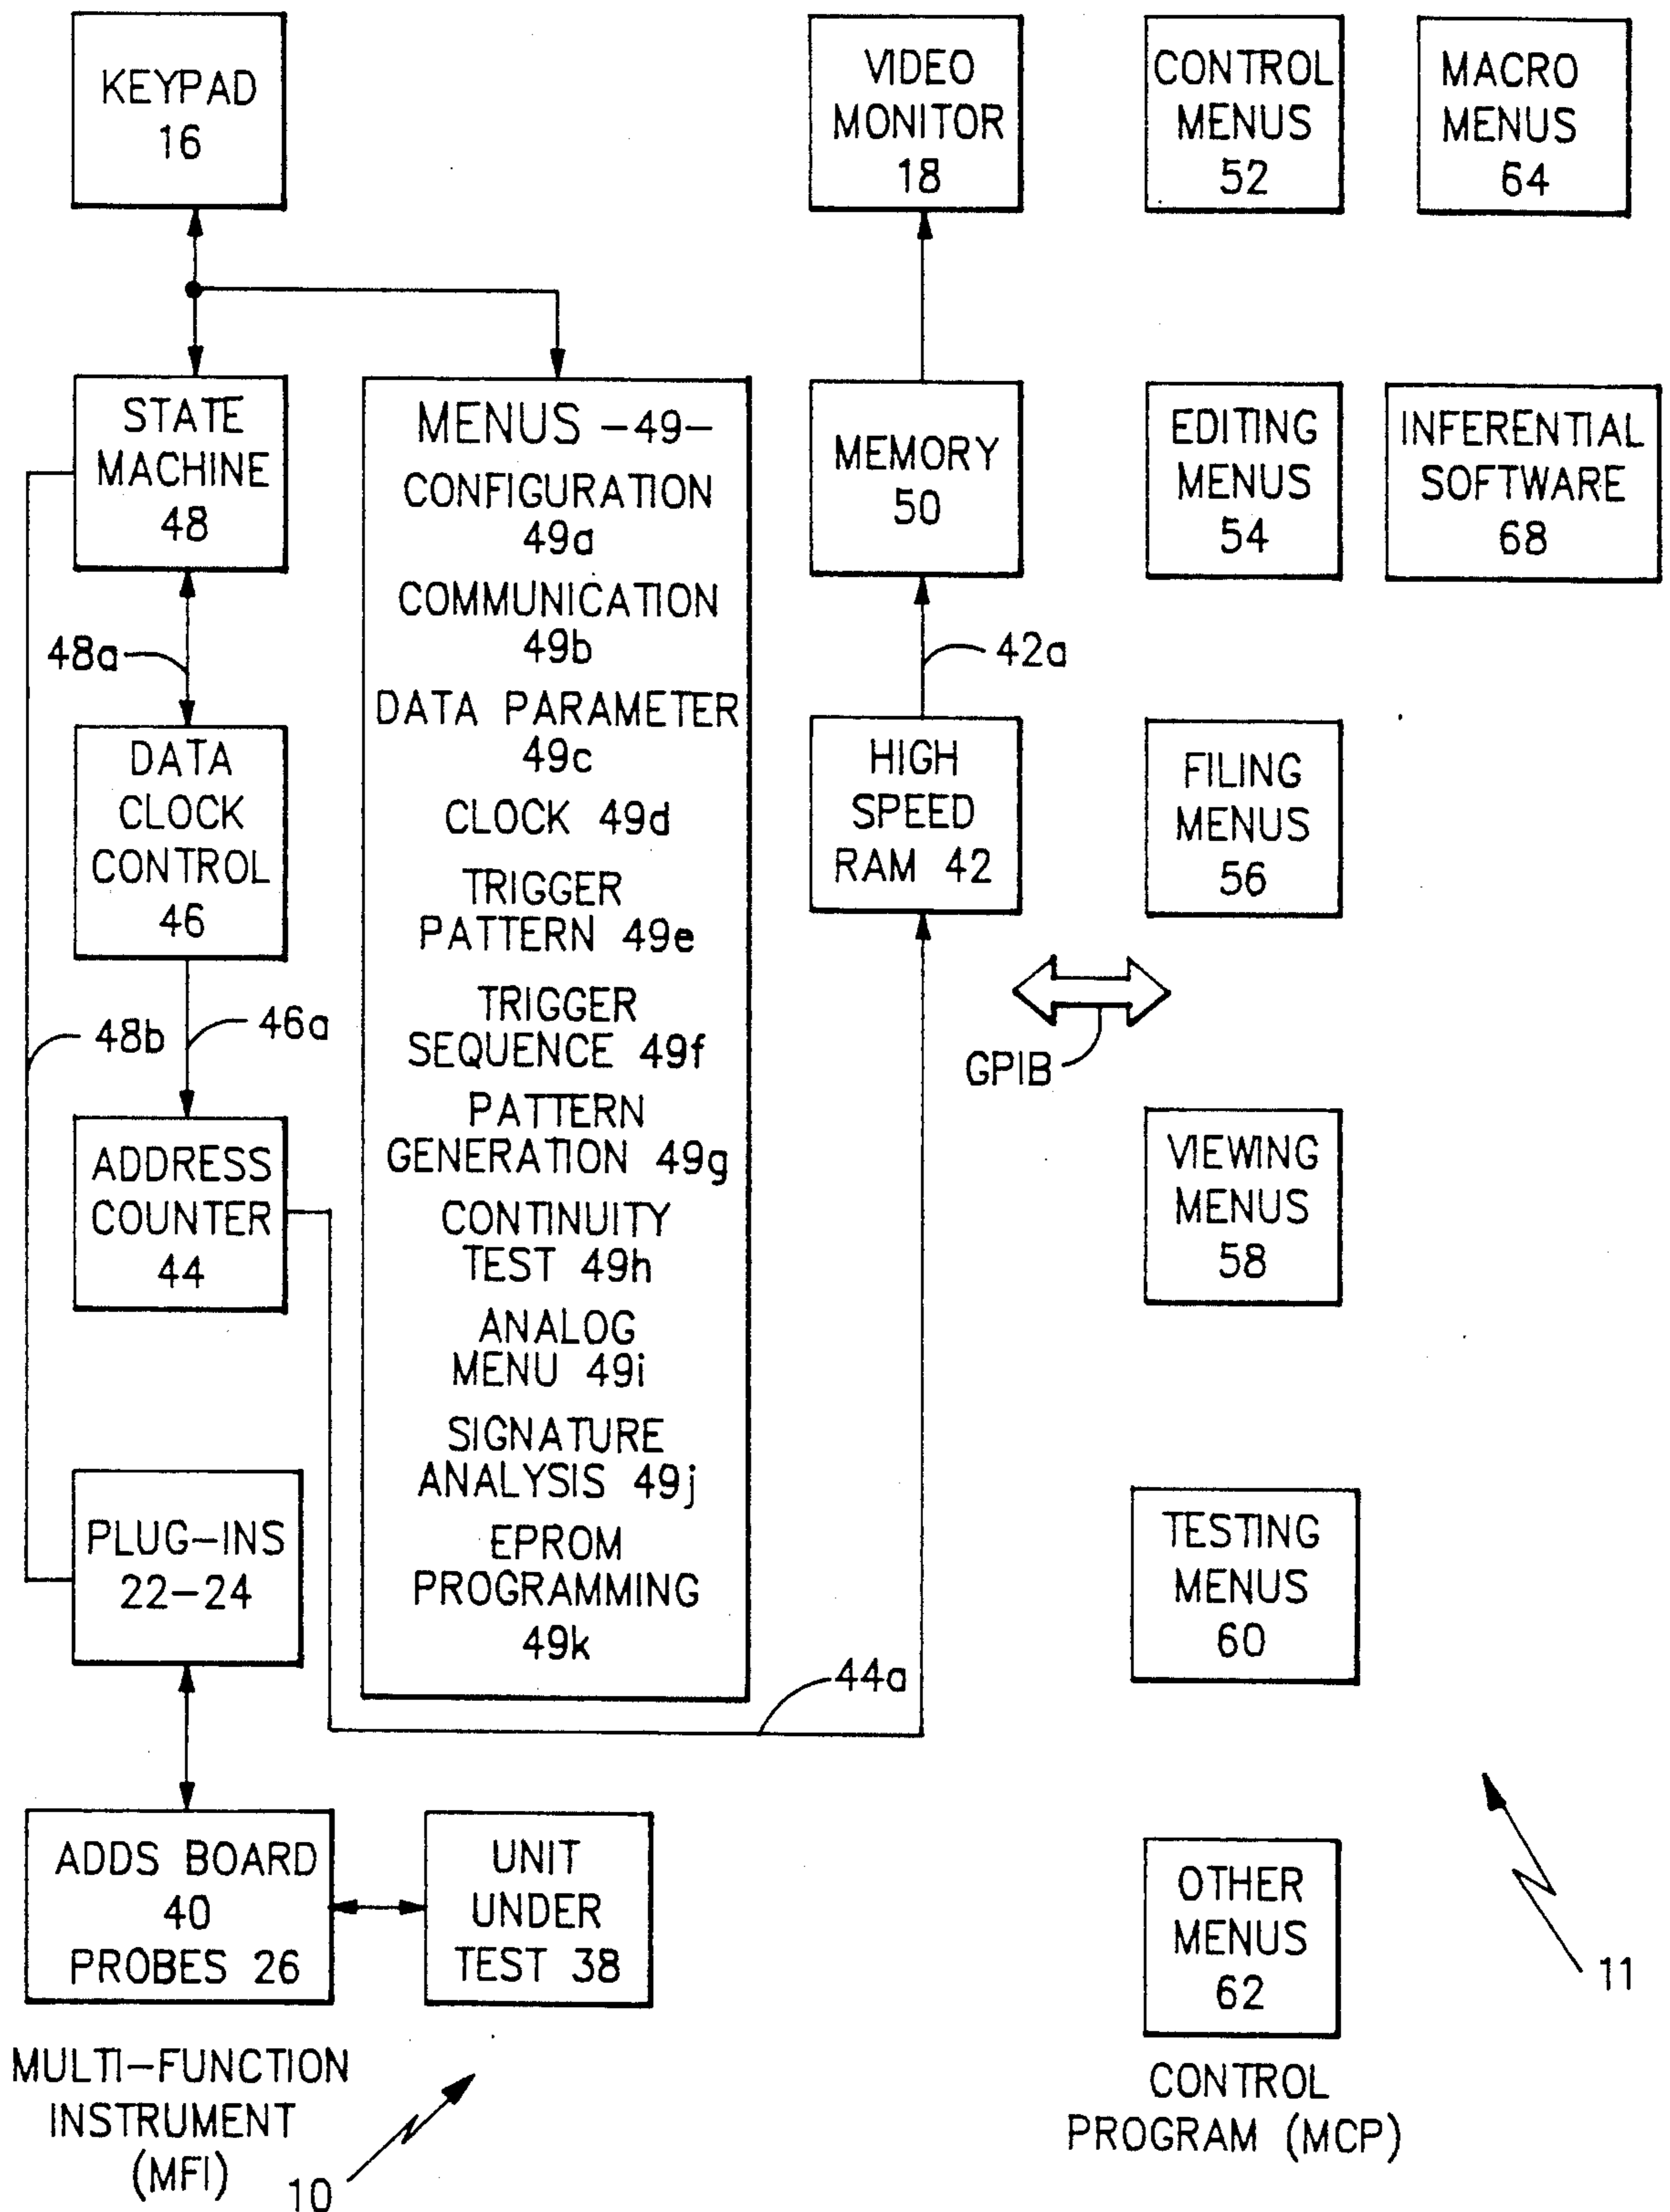 KEYPAD
16
VIDEO
MONITOR
18
CONTROL
MENUS
52
MACRO
MENUS
64
STATE
MACHINE
48
MENUS -49-
CONFIGURATION
49a
COMMUNICATION
49b
DATA PARAMETER
49c
CLOCK 49d
TRIGGER
PATTERN 49e
TRIGGER
SEQUENCE 49f
PATTERN
GENERATION 49g
CONTINUITY
TEST 49h
ANALOG
MENU 49i
SIGNATURE
ANALYSIS 49j
EPROM
PROGRAMMING
49k
MEMORY
50
EDITING
MENUS
54
INFERENTIAL
SOFTWARE
68
48a
42a
DATA
CLOCK
CONTROL
46
HIGH
SPEED
RAM 42
FILING
MENUS
56
48b
46a
GPIB
ADDRESS
COUNTER
44
VIEWING
MENUS
58
PLUG-INS
22-24
TESTING
MENUS
60
44a
ADDS BOARD
40
PROBES 26
UNIT
UNDER
TEST 38
OTHER
MENUS
62
11
MULTI-FUNCTION
INSTRUMENT
(MFI)
10
CONTROL
PROGRAM (MCP)